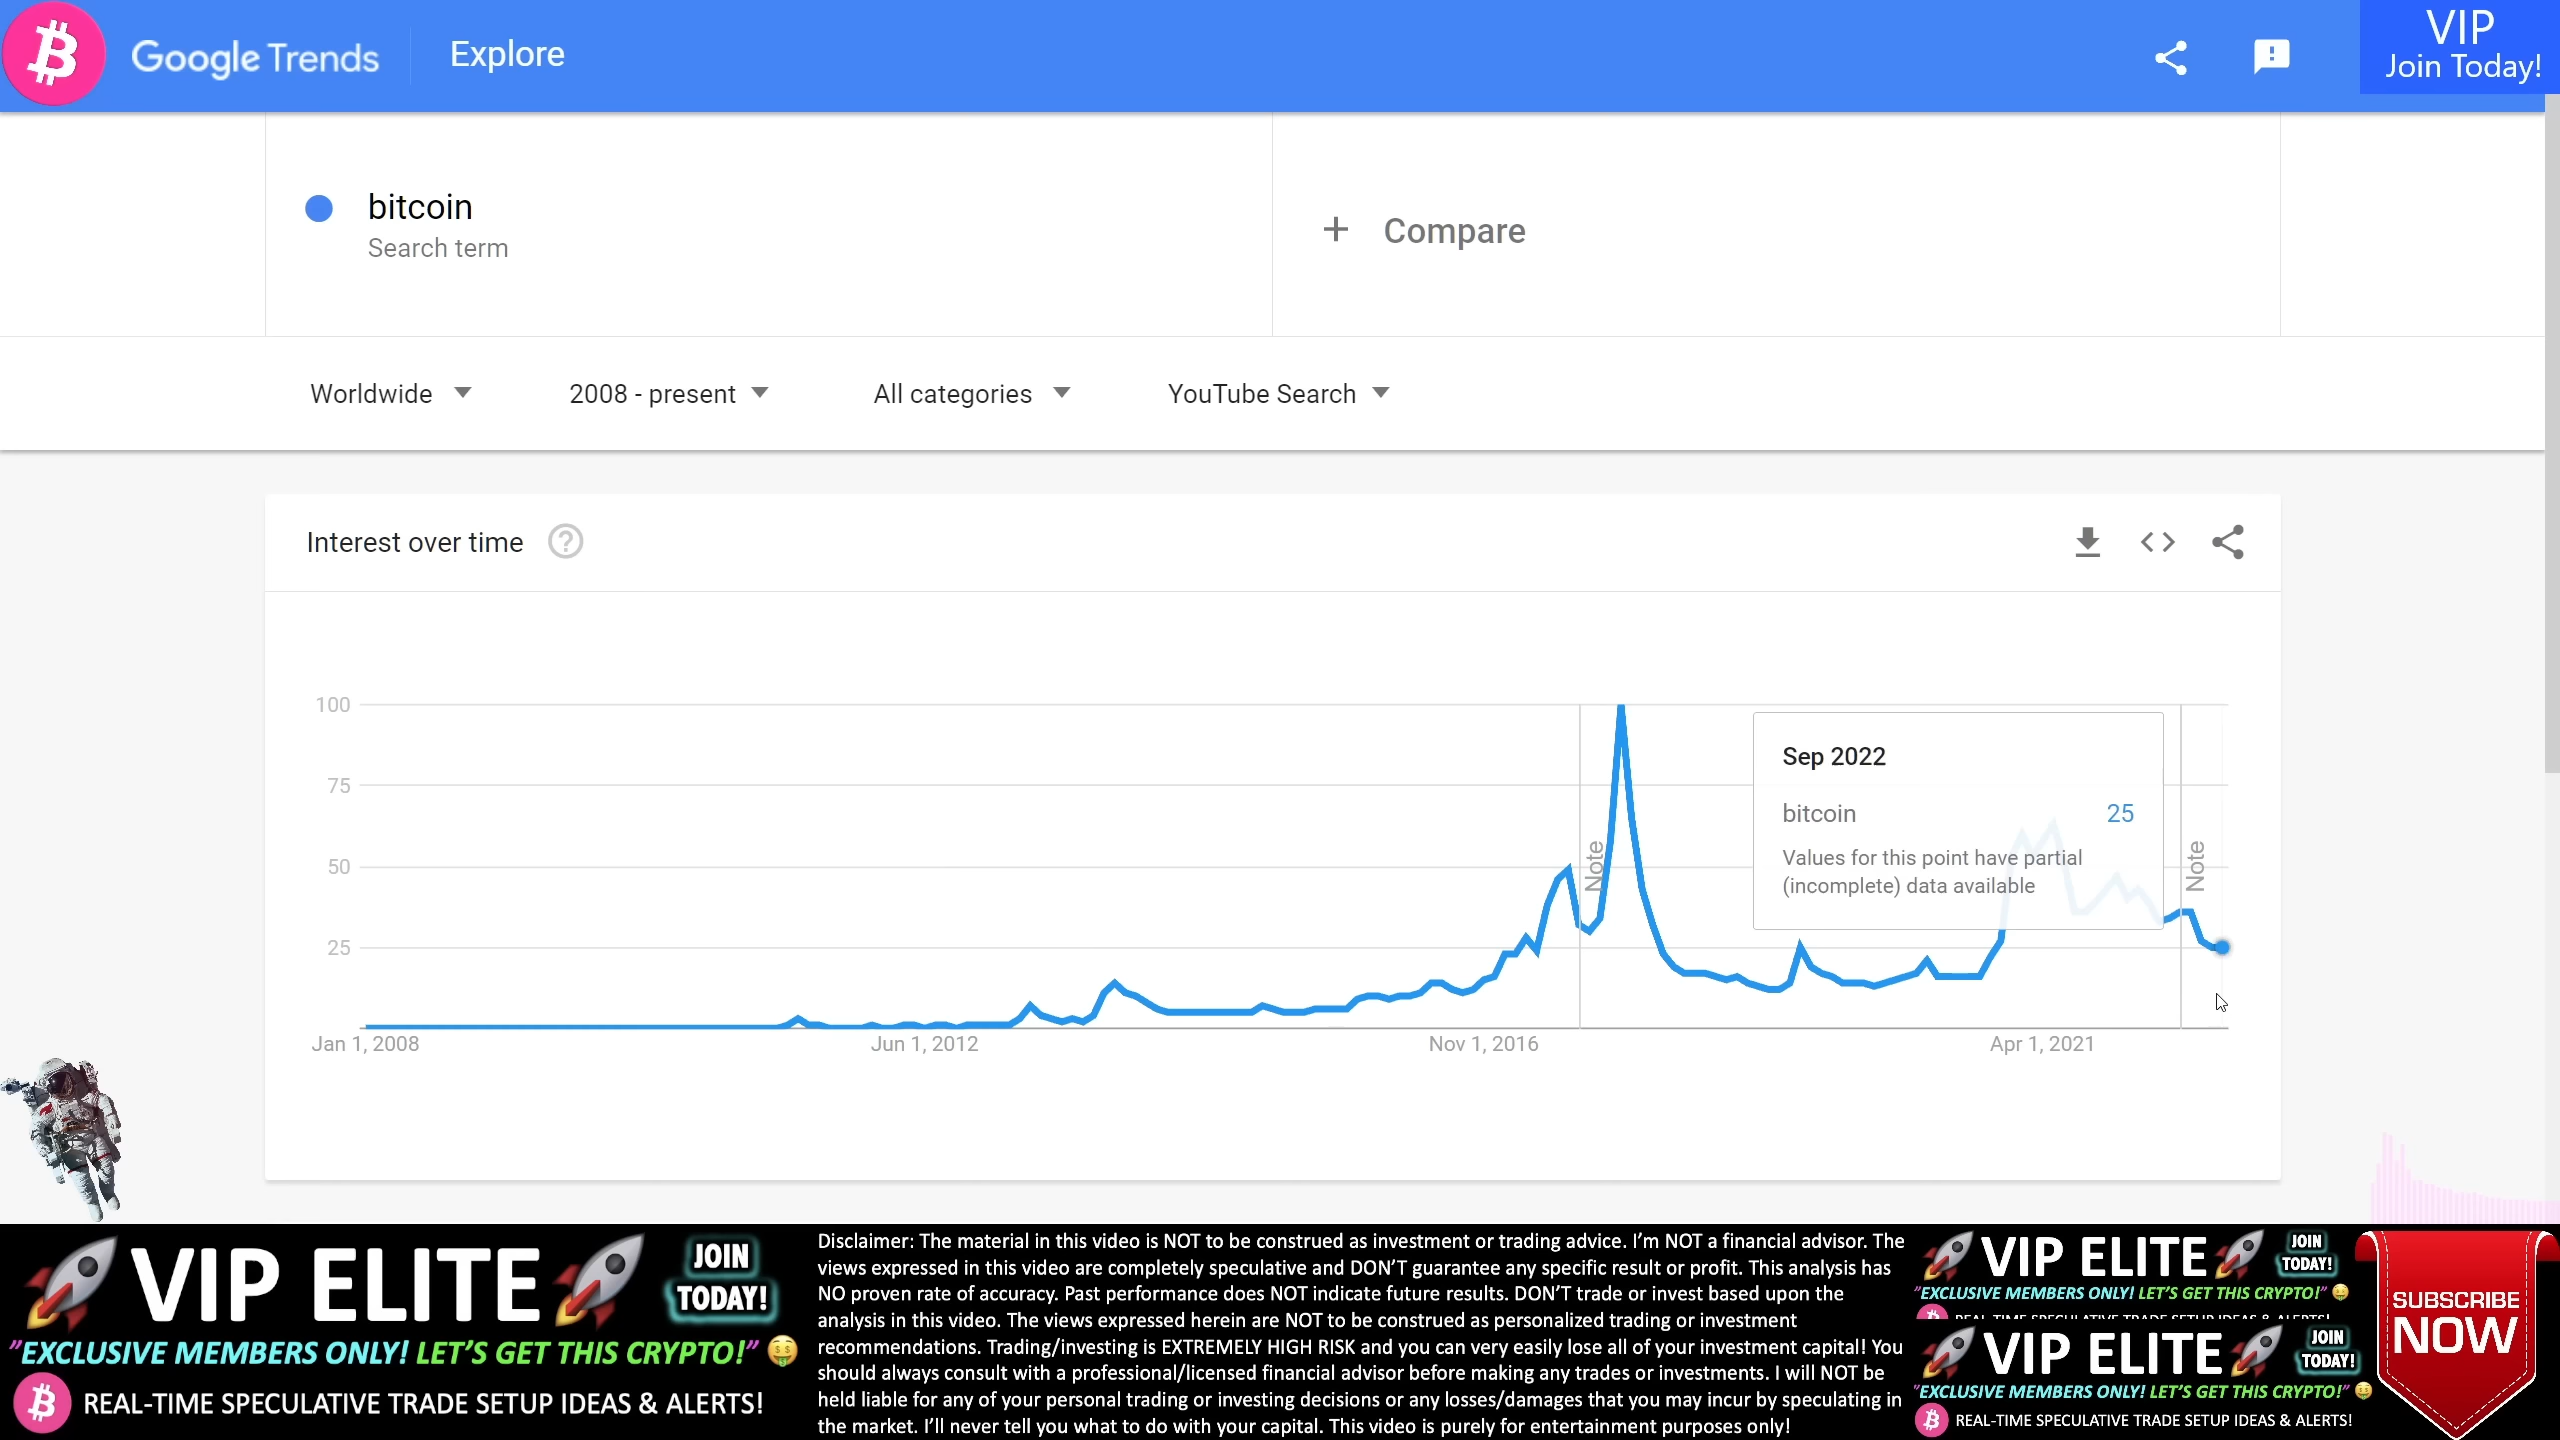 Google Trends
Explore
VIP
Join Today!
bitcoin
Search term
+ Compare
Worldwide
2008 - present
All categories
YouTube Search
Interest over time
100
75
50
25
Note
Sep 2022
bitcoin 25
Values for this point have partial
(incomplete) data available
Note
Jan 1, 2008
Jun 1, 2012
Nov 1, 2016
Apr 1, 2021
VIP ELITE
JOIN
TODAY!
"EXCLUSIVE MEMBERS ONLY! LET'S GET THIS CRYPTO!"
REAL-TIME SPECULATIVE TRADE SETUP IDEAS & ALERTS!
Disclaimer: The material in this video is NOT to be construed as investment or trading advice. I'm NOT a financial advisor. The
views expressed in this video are completely speculative and DON'T guarantee any specific result or profit. This analysis has
NO proven rate of accuracy. Past performance does NOT indicate future results. DON'T trade or invest based upon the
analysis in this video. The views expressed herein are NOT to be construed as personalized trading or investment
recommendations. Trading/investing is EXTREMELY HIGH RISK and you can very easily lose all of your investment capital! You
should always consult with a professional/licensed financial advisor before making any trades or investments. I will NOT be
held liable for any of your personal trading or investing decisions or any losses/damages that you may incur by speculating in
the market. I'll never tell you what to do with your capital. This video is purely for entertainment purposes only!
VIP ELITE
JOIN
TODAY!
"EXCLUSIVE MEMBERS ONLY! LET'S GET THIS CRYPTO!"
VIP ELITE
JOIN
TODAY!
"EXCLUSIVE MEMBERS ONLY! LET'S GET THIS CRYPTO!"
REAL-TIME SPECULATIVE TRADE SETUP IDEAS & ALERTS!
SUBSCRIBE
NOW